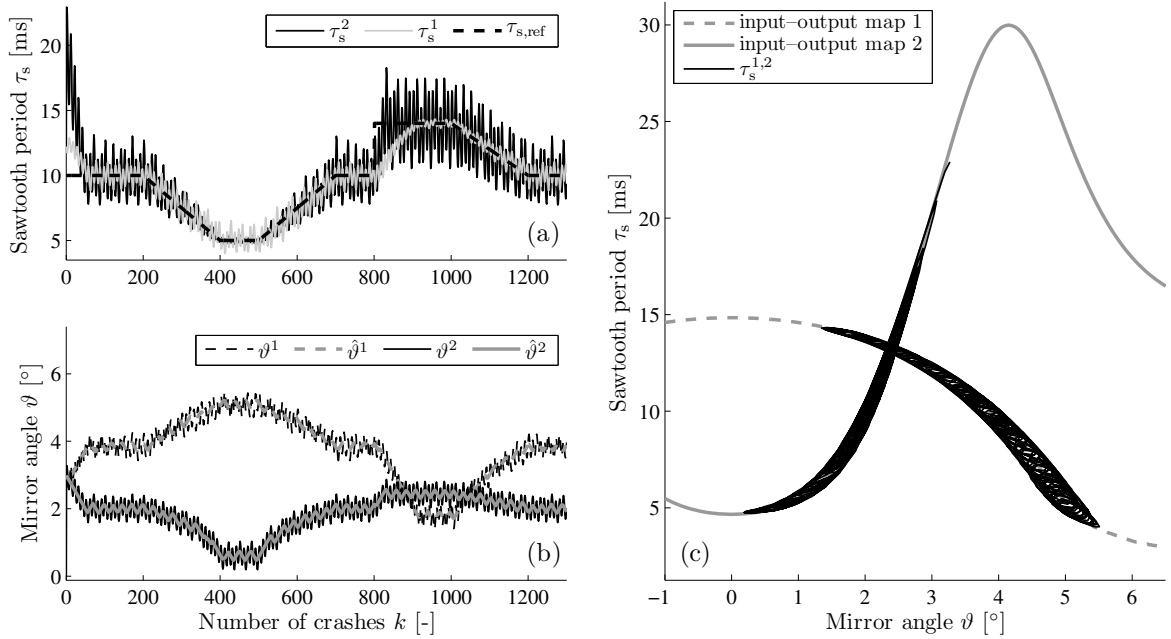 τs² τs¹ τs,ref
Sawtooth period τs [ms]
20
15
10
5
(a)
0 200 400 600 800 1000 1200
ϑ¹ ϑ̂¹ ϑ² ϑ̂²
Mirror angle ϑ [°]
6
4
2
0
(b)
0 200 400 600 800 1000 1200
Number of crashes k [-]
input–output map 1
input–output map 2
τs¹,²
Sawtooth period τs [ms]
30
25
20
15
10
5
(c)
−1 0 1 2 3 4 5 6
Mirror angle ϑ [°]